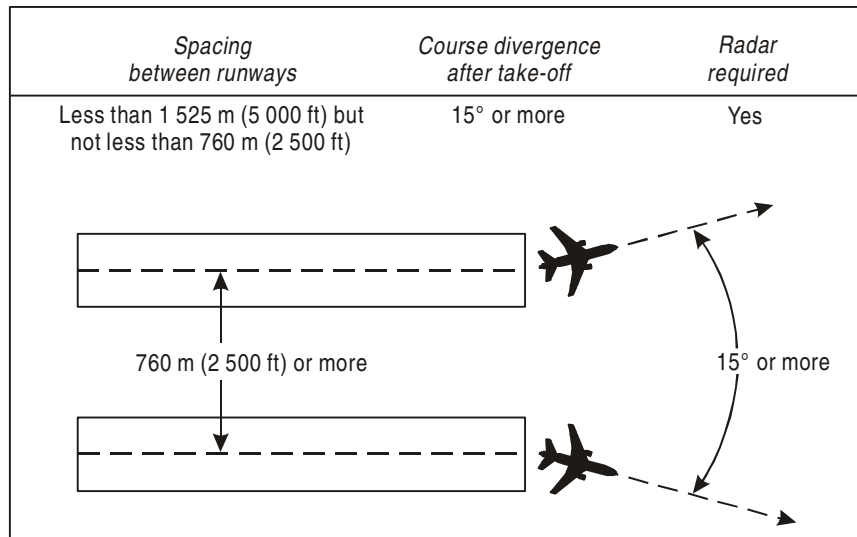 Spacing between runways
Course divergence after take-off
Radar required
Less than 1 525 m (5 000 ft) but
not less than 760 m (2 500 ft)
15° or more
Yes
760 m (2 500 ft) or more
15° or more